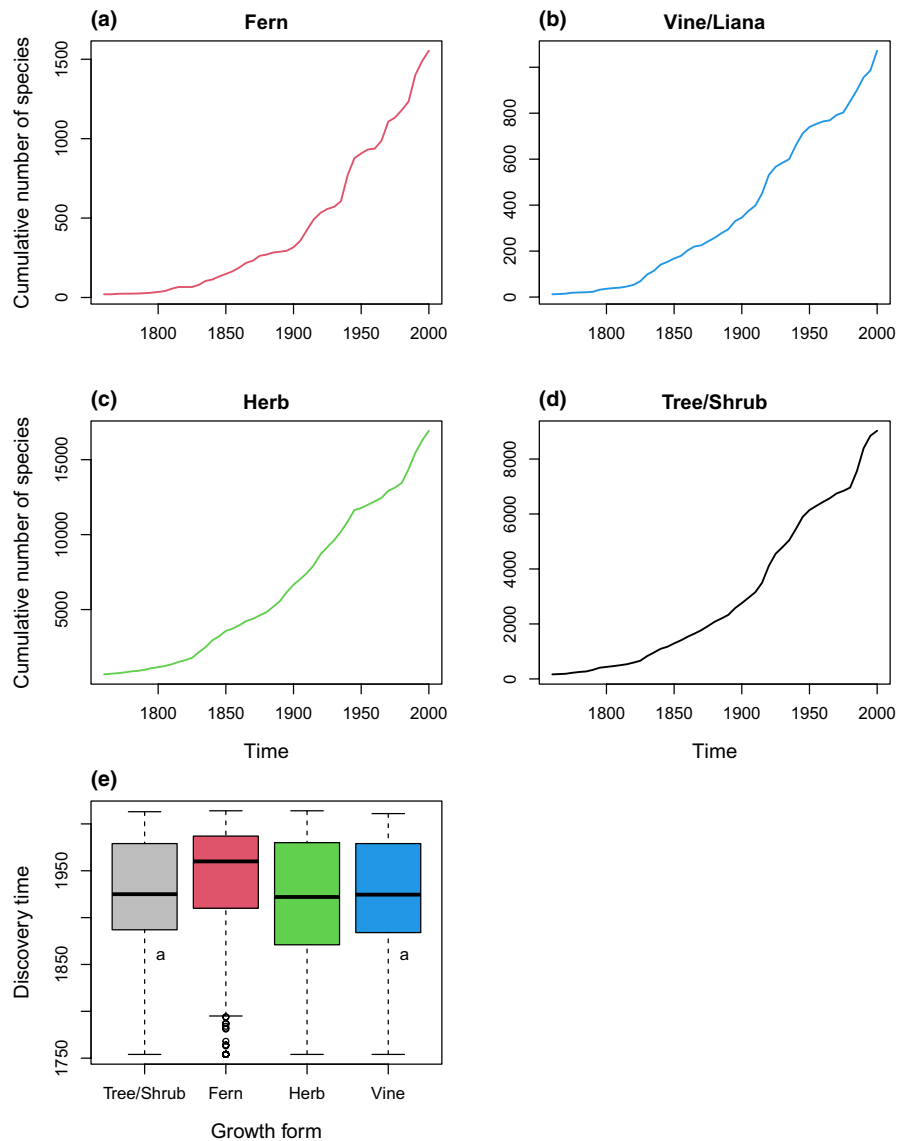 (a)
Fern
Cumulative number of species
0
500
1000
1500
1800
1850
1900
1950
2000
(b)
Vine/Liana
0
200
400
600
800
1800
1850
1900
1950
2000
(c)
Herb
Cumulative number of species
5000
10000
15000
1800
1850
1900
1950
2000
Time
(d)
Tree/Shrub
0
2000
4000
6000
8000
1800
1850
1900
1950
2000
Time
(e)
Discovery time
1750
1850
1950
a
a
Tree/Shrub
Fern
Herb
Vine
Growth form